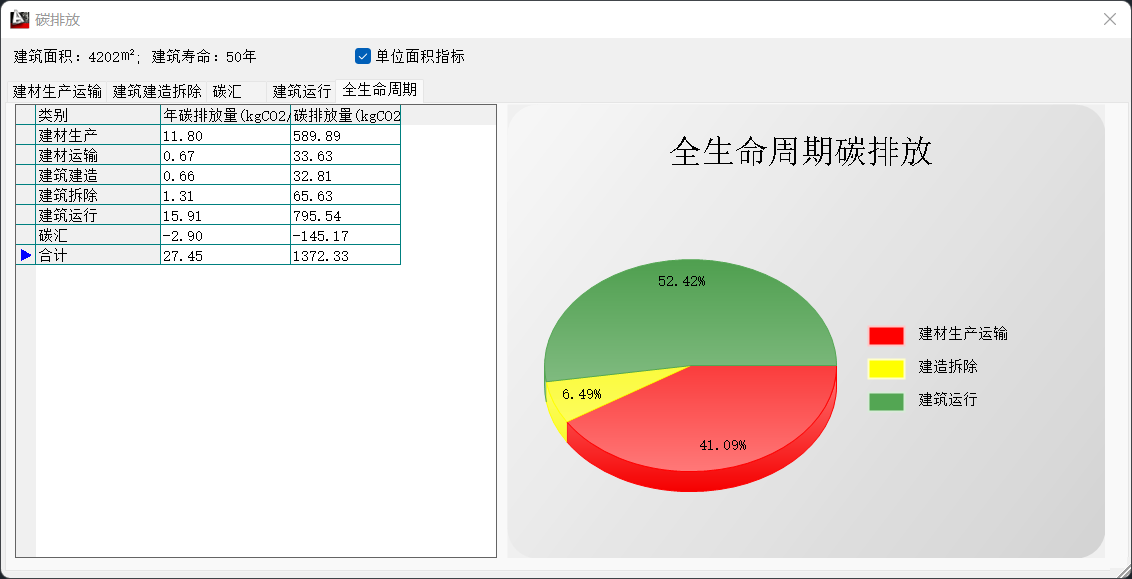 碳排放
建筑面积: 4202㎡; 建筑寿命: 50年 单位面积指标
建材生产运输 建筑建造拆除 碳汇 建筑运行 全生命周期
类别 年碳排放量(kgCO2/ 碳排放量(kgCO2
建材生产 11.80 589.89
建材运输 0.67 33.63
建筑建造 0.66 32.81
建筑拆除 1.31 65.63
建筑运行 15.91 795.54
碳汇 -2.90 -145.17
合计 27.45 1372.33
全生命周期碳排放
52.42%
6.49%
41.09%
建材生产运输
建造拆除
建筑运行